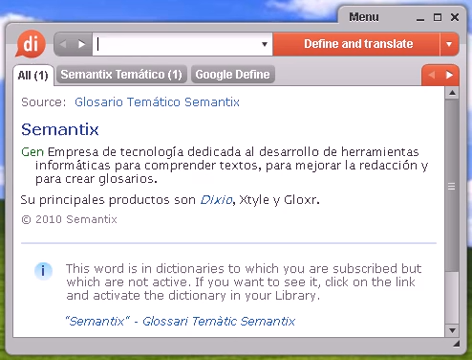 Menu
di
Define and translate
All (1) Semantix Temático (1) Google Define
Source: Glosario Temático Semantix
Semantix
Gen Empresa de tecnología dedicada al desarrollo de herramientas
informáticas para comprender textos, para mejorar la redacción y
para crear glosarios.
Su principales productos son Dixio, Xtyle y Gloxr.
© 2010 Semantix
i
This word is in dictionaries to which you are subscribed but
which are not active. If you want to see it, click on the link
and activate the dictionary in your Library.
"Semantix" - Glossari Temàtic Semantix